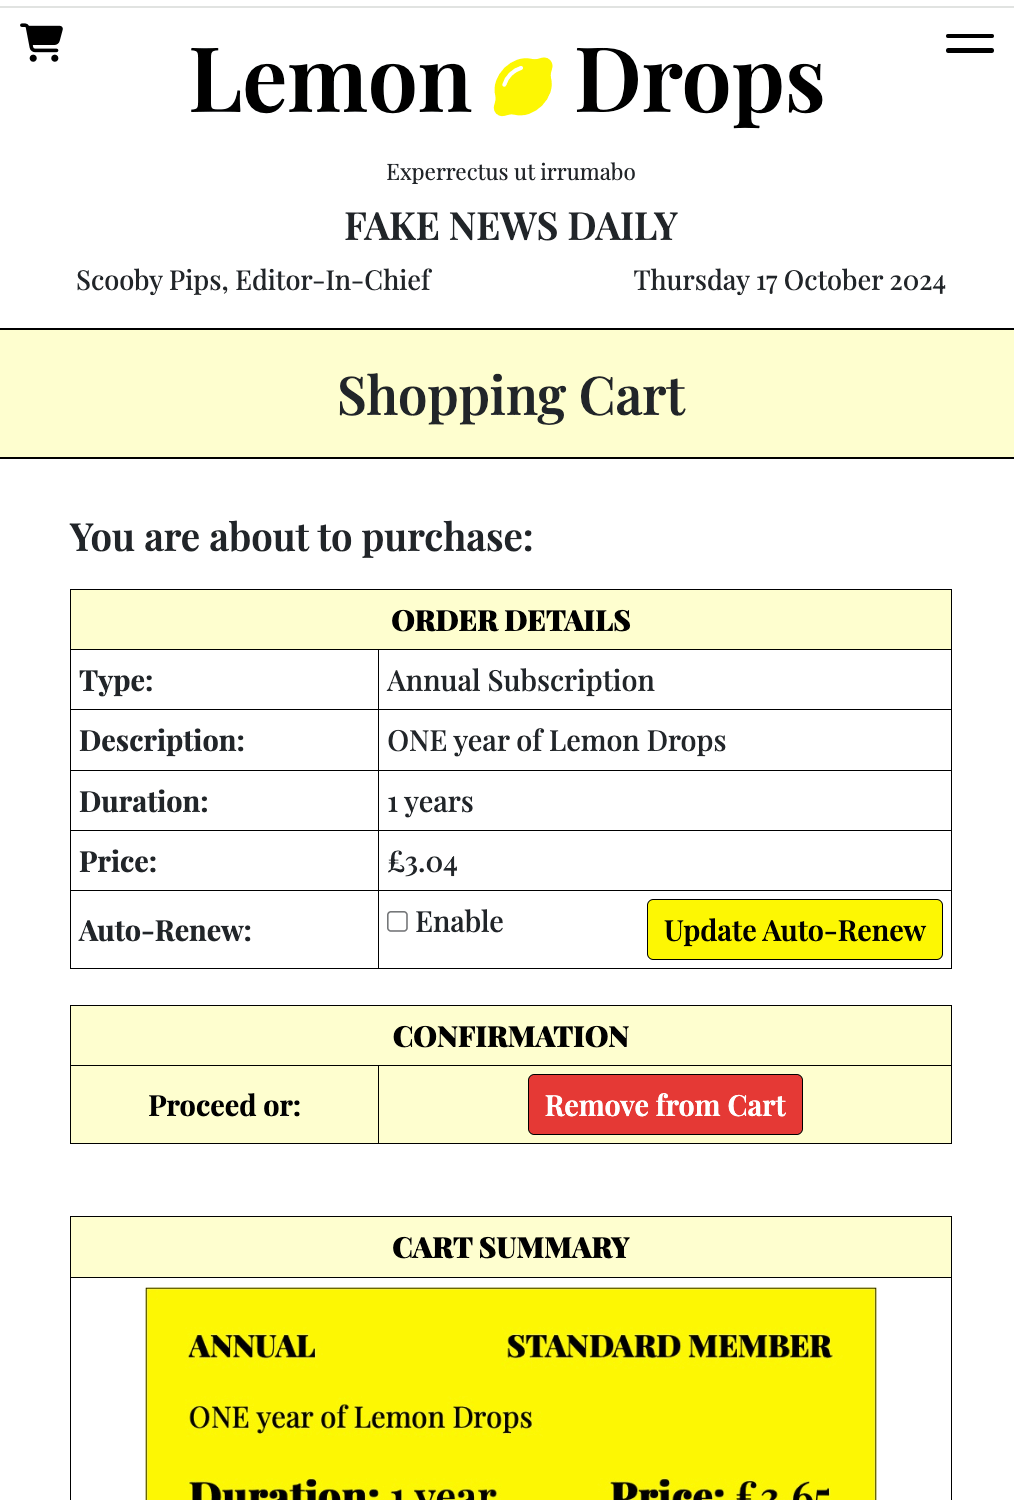 Lemon Drops
Experrectus ut irrumabo
FAKE NEWS DAILY
Scooby Pips, Editor-In-Chief Thursday 17 October 2024
Shopping Cart
You are about to purchase:
ORDER DETAILS
Type: Annual Subscription
Description: ONE year of Lemon Drops
Duration: 1 years
Price: £3.04
Auto-Renew: Enable Update Auto-Renew
CONFIRMATION
Proceed or: Remove from Cart
CART SUMMARY
ANNUAL STANDARD MEMBER
ONE year of Lemon Drops
Duration: 1 year Price: £3.65